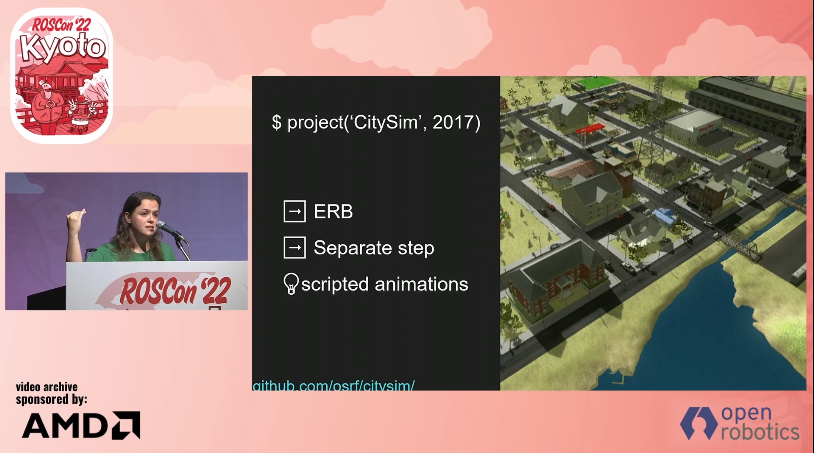 ROSCon '22
Kyoto
$ project('CitySim', 2017)
→ ERB
→ Separate step
scripted animations
github.com/osrf/citysim/
ROSCon '22
video archive
sponsored by:
AMD
open
robotics